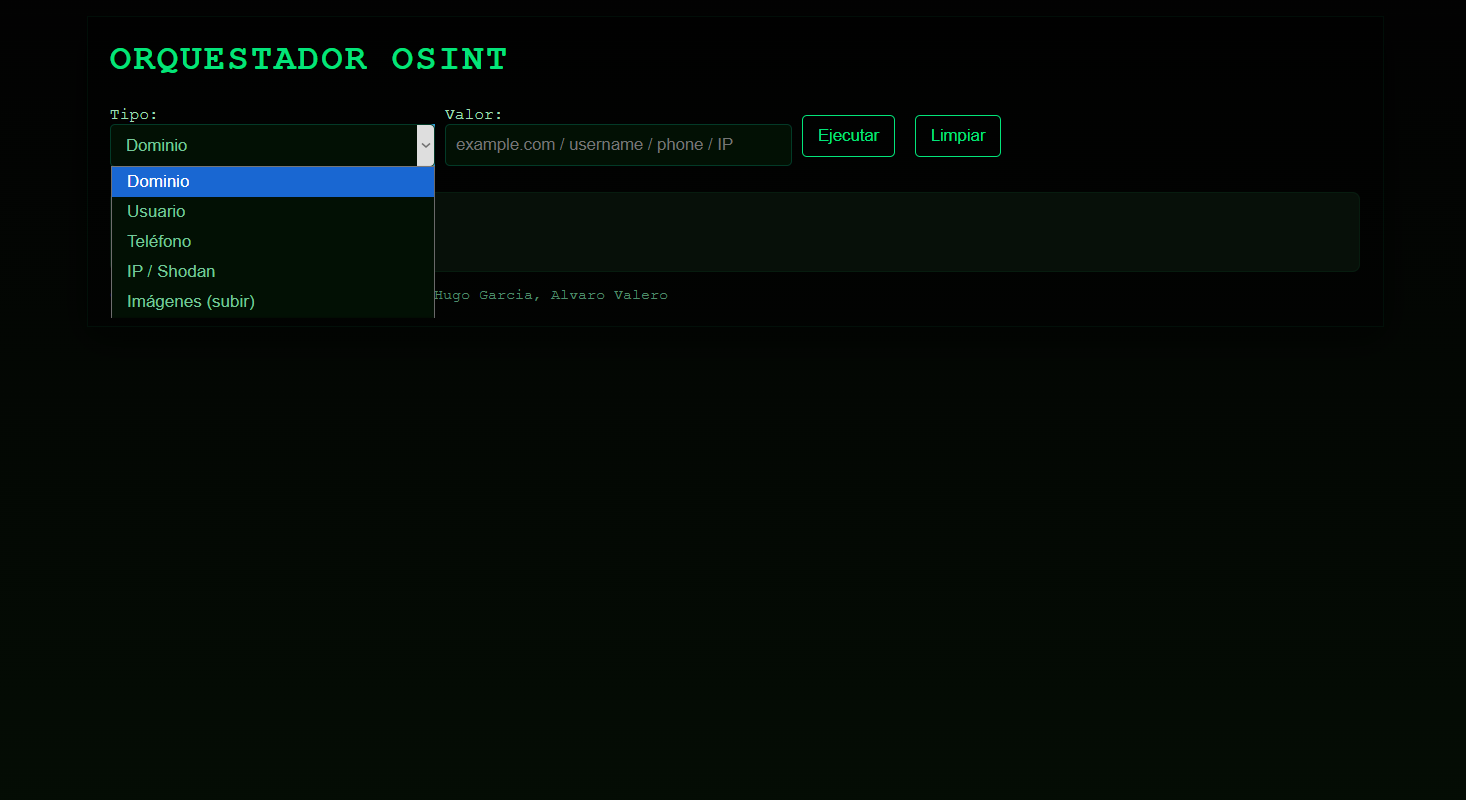 ORQUESTADOR OSINT
Tipo:
Valor:
Dominio
example.com / username / phone / IP
Ejecutar
Limpiar
Dominio
Usuario
Teléfono
IP / Shodan
Imágenes (subir)
Hugo Garcia, Alvaro Valero